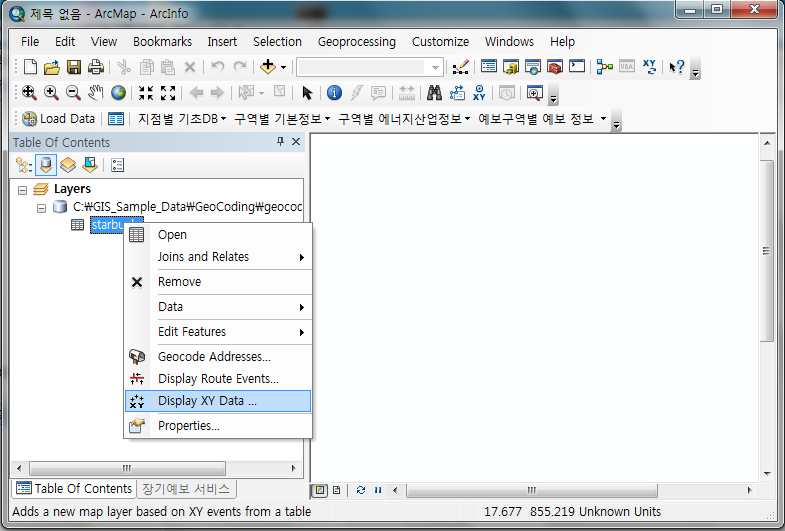 제목 없음 - ArcMap - ArcInfo
File Edit View Bookmarks Insert Selection Geoprocessing Customize Windows Help
Load Data 지점별 기초DB 구역별 기본정보 구역별 에너지산업정보 예보구역별 예보 정보
Table Of Contents
Layers
C:\GIS_Sample_Data\GeoCoding\geococ
Open
Joins and Relates
Remove
Data
Edit Features
Geocode Addresses...
Display Route Events...
Display XY Data ...
Properties...
Table Of Contents 장기예보 서비스
Adds a new map layer based on XY events from a table 17.677 855.219 Unknown Units